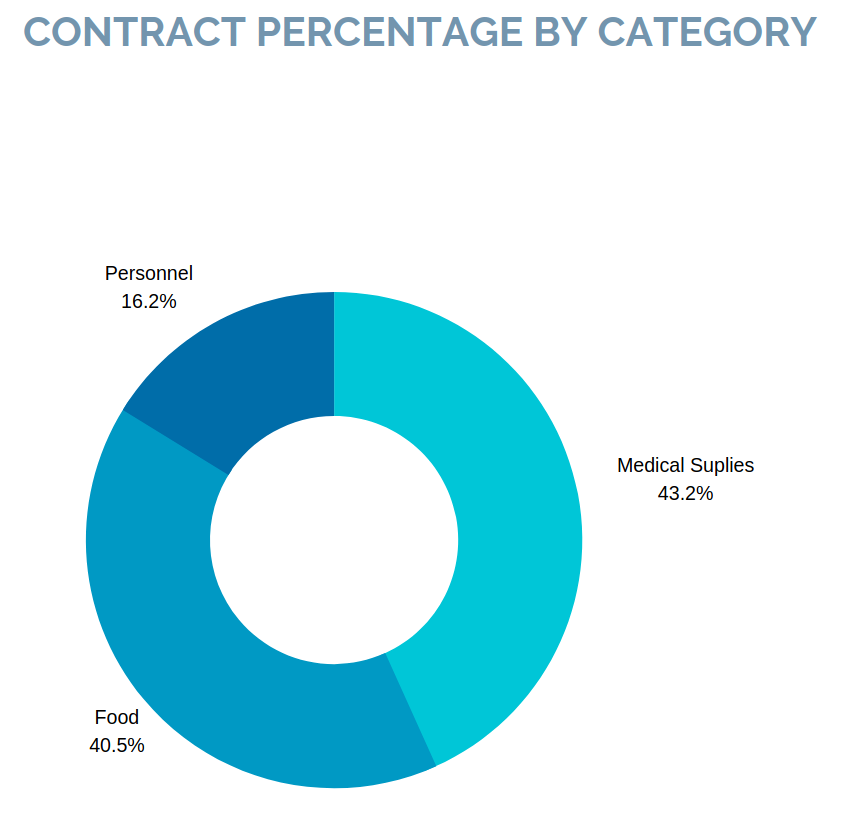 CONTRACT PERCENTAGE BY CATEGORY
Personnel
16.2%
Medical Suplies
43.2%
Food
40.5%